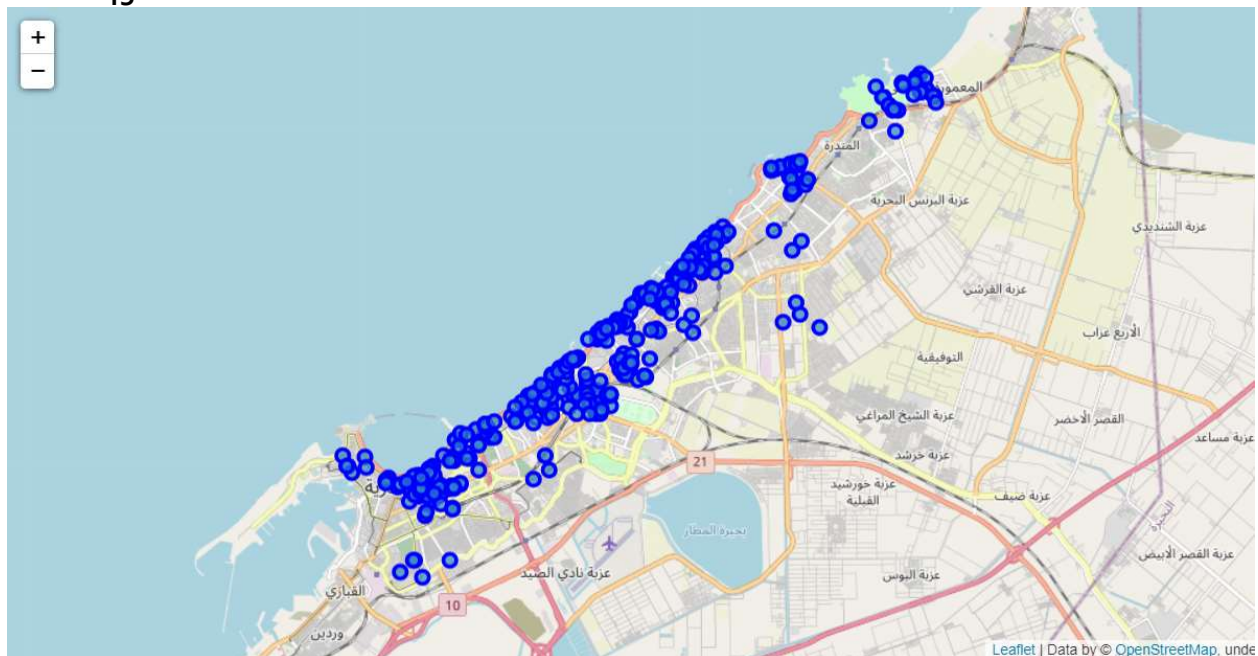 +
−
المعمورة
المندرة
عزبة البرنس البحرية
عزبة الشنديدي
عزبة القرشي
الأربع عراب
التوفيقية
القصر الأخضر
عزبة الشيخ المراغي
عزبة مساعد
عزبة خرشد
21
عزبة خورشيد
القبلية
عزبة ضيف
البحيرة
بحيرة المطار
عزبة القصر الأبيض
عزبة نادي الصيد
عزبة البوس
القباري
10
وردين
Leaflet | Data by © OpenStreetMap, unde